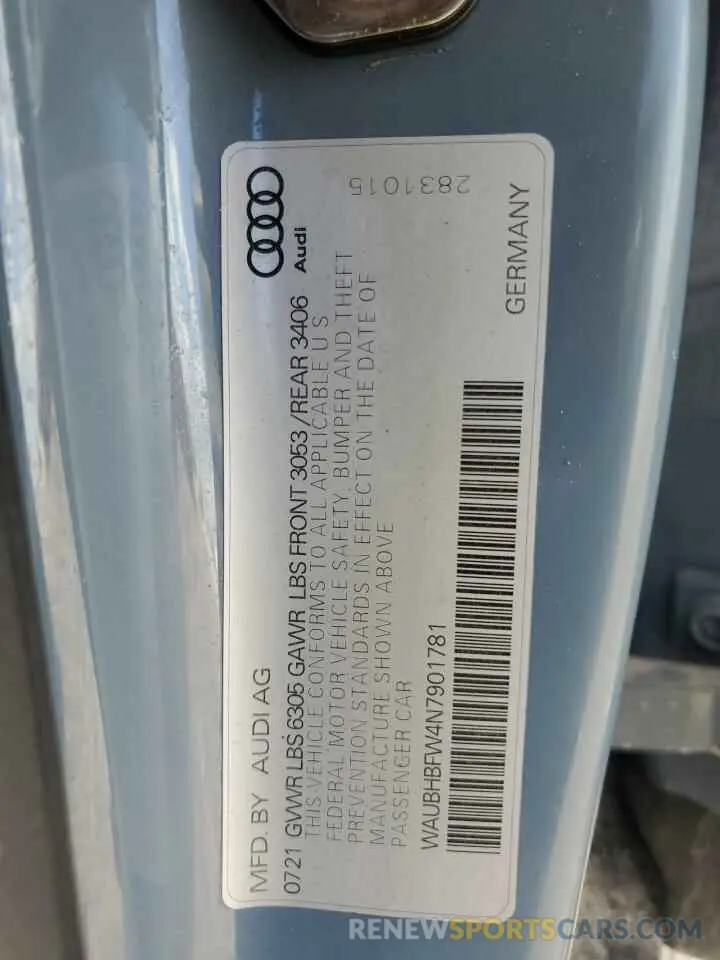 MFD. BY AUDI AG
Audi
0721 GVWR LBS 6305 GAWR LBS FRONT 3053 /REAR 3406
THIS VEHICLE CONFORMS TO ALL APPLICABLE U S
FEDERAL MOTOR VEHICLE SAFETY, BUMPER AND THEFT
PREVENTION STANDARDS IN EFFECT ON THE DATE OF
MANUFACTURE SHOWN ABOVE
PASSENGER CAR
2831015
WAUBHBFW4N7901781
GERMANY
RENEWSPORTSCARS.COM